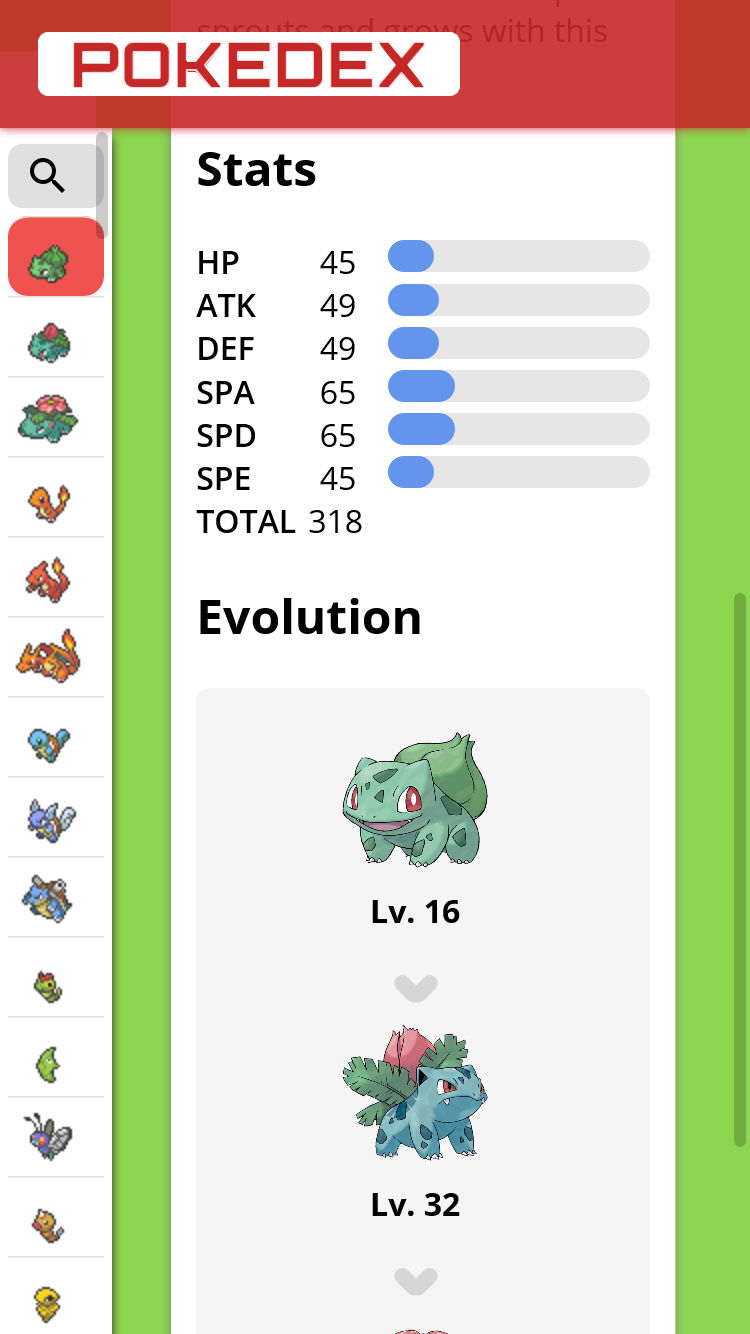 sprouts and grows with this
POKEDEX
Stats
HP 45
ATK 49
DEF 49
SPA 65
SPD 65
SPE 45
TOTAL 318
Evolution
Lv. 16
Lv. 32